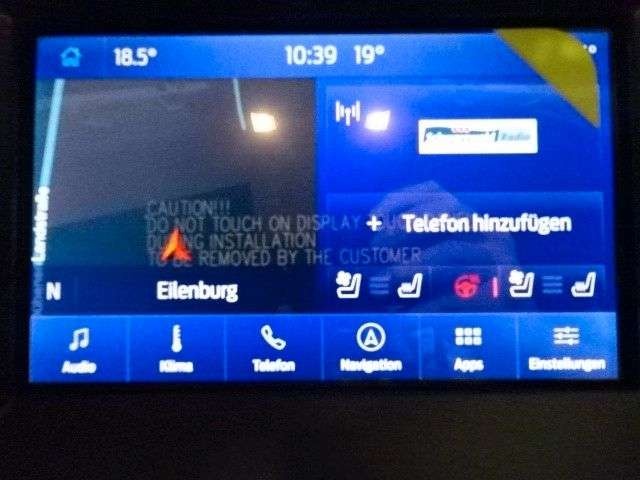 18.5° 10:39 19°
Landstraße
Radio
CAUTION!!!
DO NOT TOUCH ON DISPLAY
DURING INSTALLATION
TO BE REMOVED BY THE CUSTOMER
+ Telefon hinzufügen
N Eilenburg
Audio Klima Telefon Navigation Apps Einstellungen